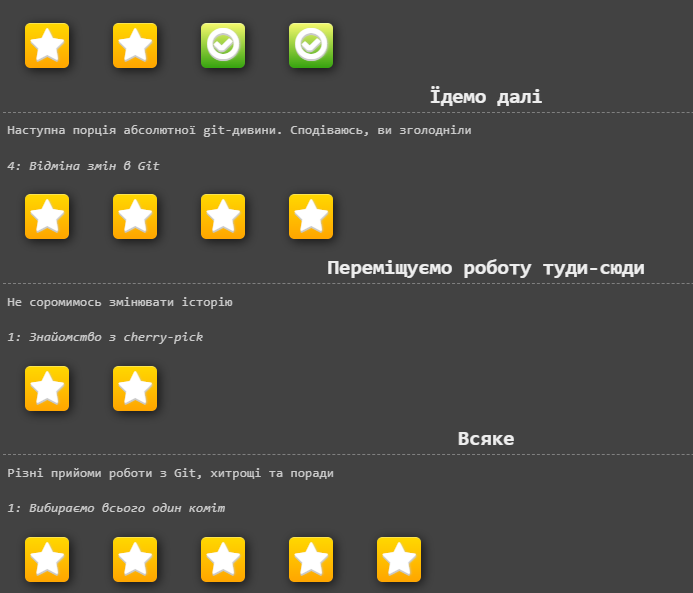 Їдемо далі
Наступна порція абсолютної git-дивини. Сподіваюсь, ви зголодніли
4: Відміна змін в Git
Переміщуємо роботу туди-сюди
Не соромимось змінювати історію
1: Знайомство з cherry-pick
Всяке
Різні прийоми роботи з Git, хитрощі та поради
1: Вибираємо всього один коміт